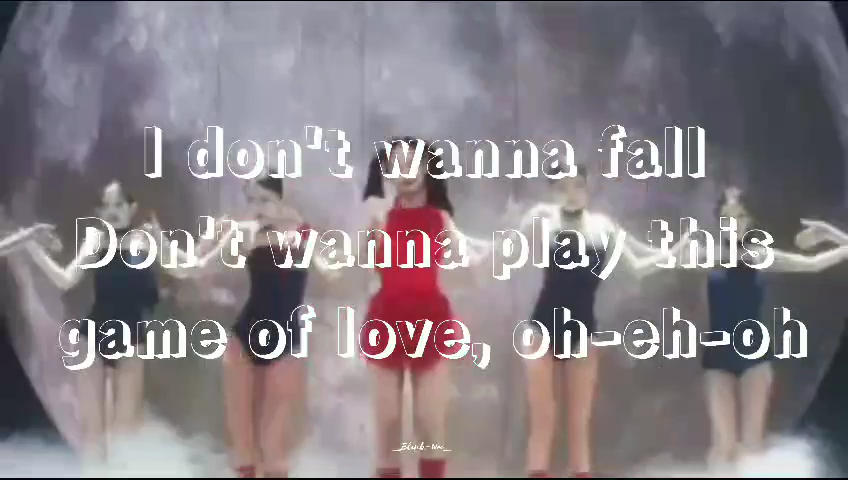 I don't wanna fall
Don't wanna play this
game of love, oh-eh-oh